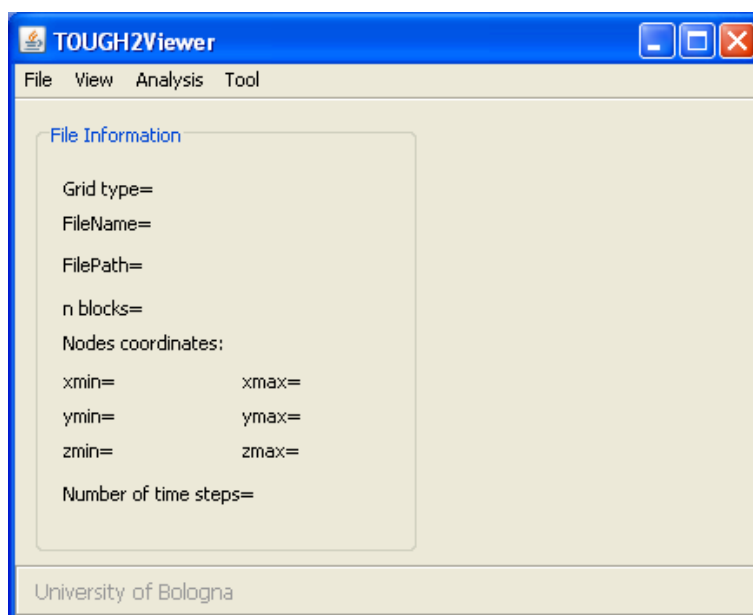 TOUGH2Viewer
File View Analysis Tool
File Information
Grid type=
FileName=
FilePath=
n blocks=
Nodes coordinates:
xmin= xmax=
ymin= ymax=
zmin= zmax=
Number of time steps=
University of Bologna